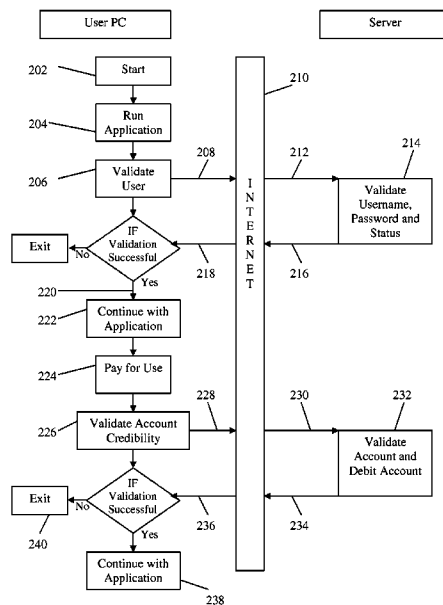 User PC
Server
202
Start
210
204
Run
Application
208
212
214
206
Validate
User
INTERNET
Validate
Username,
Password and
Status
Exit
No
IF
Validation
Successful
218
216
220
Yes
222
Continue with
Application
224
Pay for Use
228
230
232
226
Validate Account
Credibility
Validate
Account and
Debit Account
Exit
No
IF
Validation
Successful
236
234
240
Yes
Continue with
Application
238